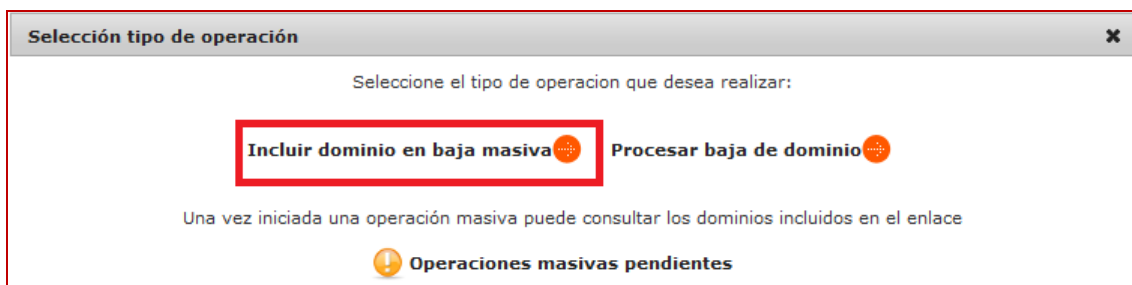 Selección tipo de operación
Seleccione el tipo de operacion que desea realizar:
Incluir dominio en baja masiva Procesar baja de dominio
Una vez iniciada una operación masiva puede consultar los dominios incluidos en el enlace
Operaciones masivas pendientes